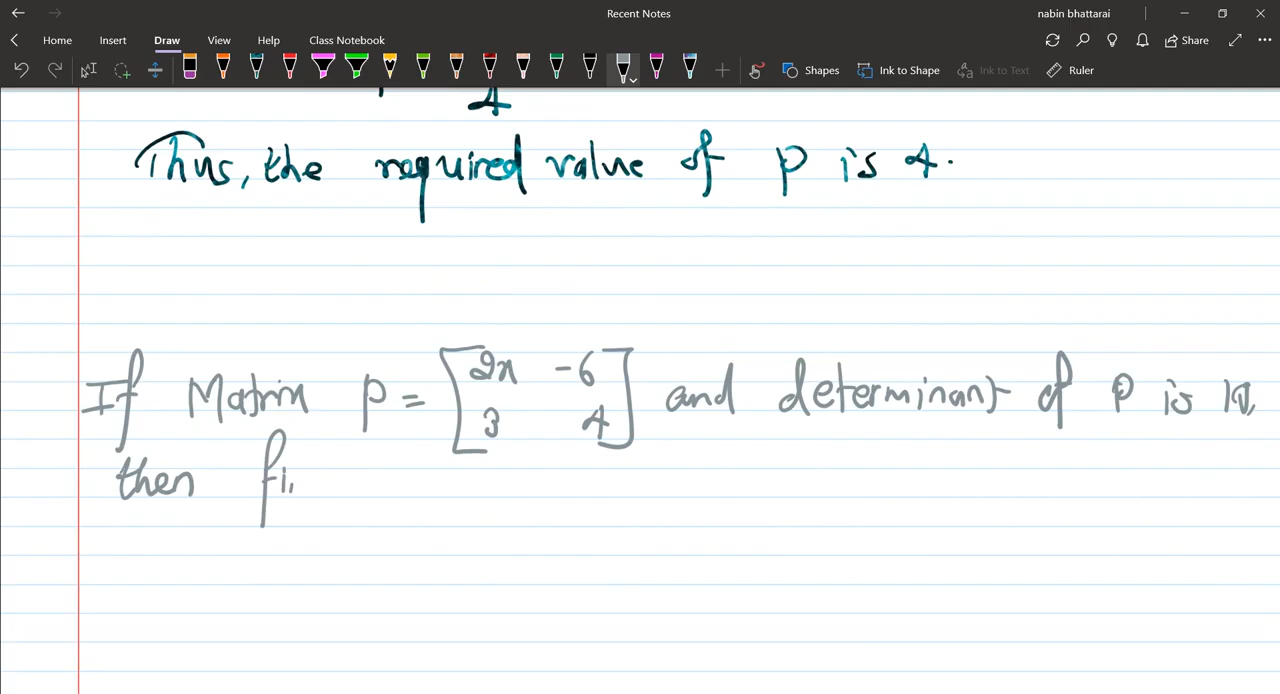 Recent Notes
nabin bhattarai
Home Insert Draw View Help Class Notebook
Share
Shapes Ink to Shape Ink to Text Ruler
4
Thus, the required value of p is 4.
If Matrix P = [2x -6
3 4] and determinant of P is
then fi